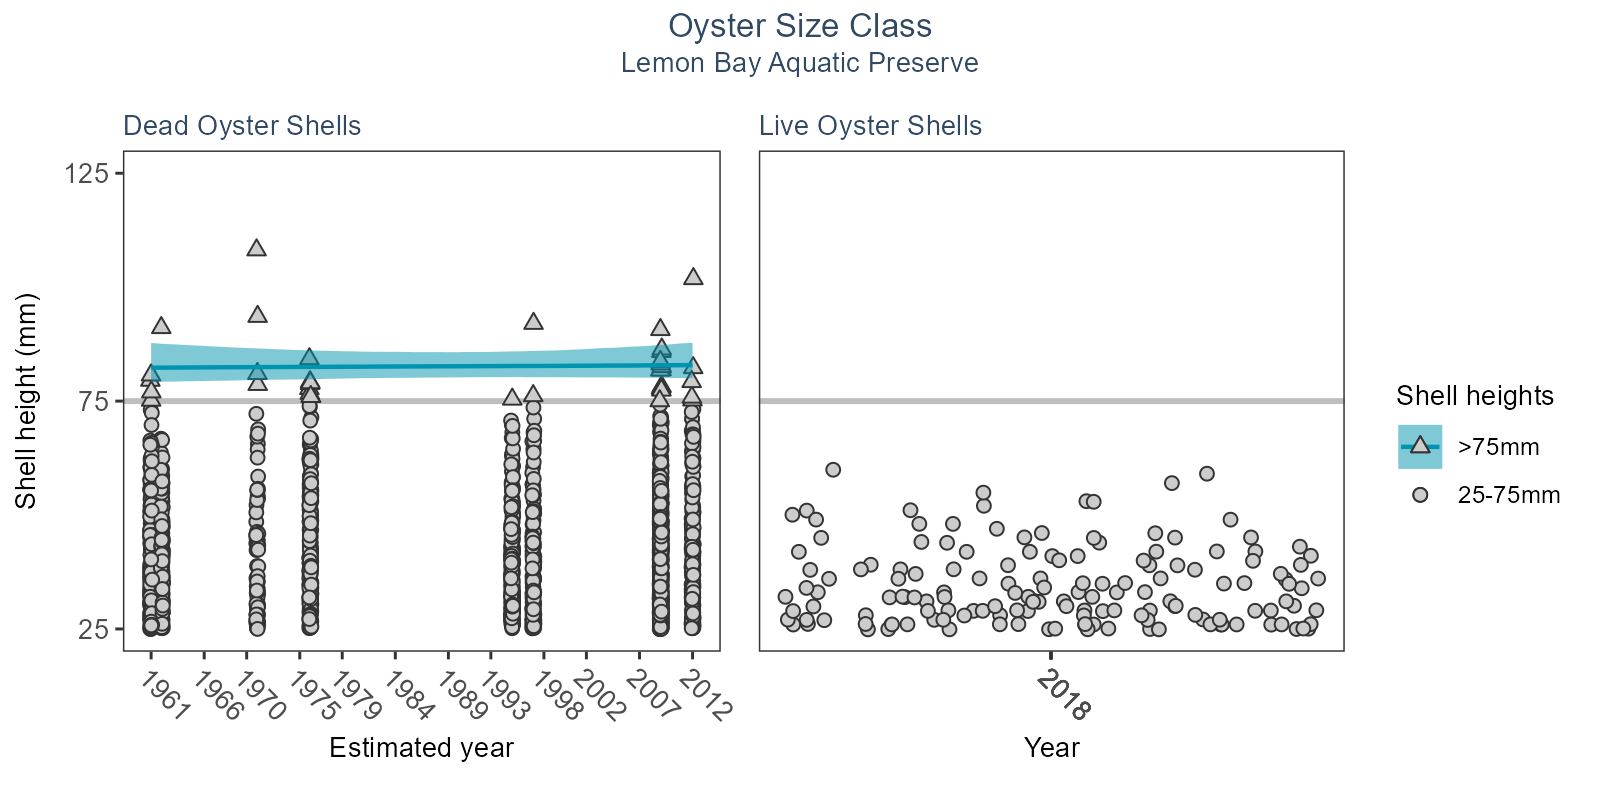 Oyster Size Class
Lemon Bay Aquatic Preserve
Dead Oyster Shells
Live Oyster Shells
125
75
25
Shell height (mm)
1961
1966
1970
1975
1979
1984
1989
1993
1998
2002
2007
2012
2018
Estimated year
Year
Shell heights
>75mm
25-75mm